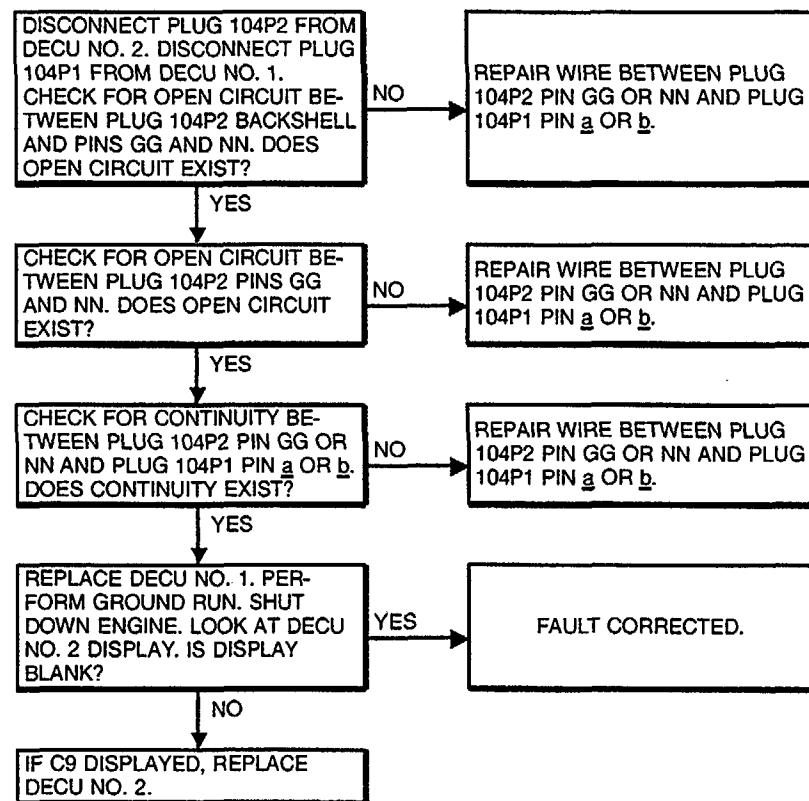 DISCONNECT PLUG 104P2 FROM
DECU NO. 2. DISCONNECT PLUG
104P1 FROM DECU NO. 1.
CHECK FOR OPEN CIRCUIT BE-
TWEEN PLUG 104P2 BACKSHELL
AND PINS GG AND NN. DOES
OPEN CIRCUIT EXIST?
NO
REPAIR WIRE BETWEEN PLUG
104P2 PIN GG OR NN AND PLUG
104P1 PIN a OR b.
YES
CHECK FOR OPEN CIRCUIT BE-
TWEEN PLUG 104P2 PINS GG
AND NN. DOES OPEN CIRCUIT
EXIST?
NO
REPAIR WIRE BETWEEN PLUG
104P2 PIN GG OR NN AND PLUG
104P1 PIN a OR b.
YES
CHECK FOR CONTINUITY BE-
TWEEN PLUG 104P2 PIN GG OR
NN AND PLUG 104P1 PIN a OR b.
DOES CONTINUITY EXIST?
NO
REPAIR WIRE BETWEEN PLUG
104P2 PIN GG OR NN AND PLUG
104P1 PIN a OR b.
YES
REPLACE DECU NO. 1. PER-
FORM GROUND RUN. SHUT
DOWN ENGINE. LOOK AT DECU
NO. 2 DISPLAY. IS DISPLAY
BLANK?
YES
FAULT CORRECTED.
NO
IF C9 DISPLAYED, REPLACE
DECU NO. 2.